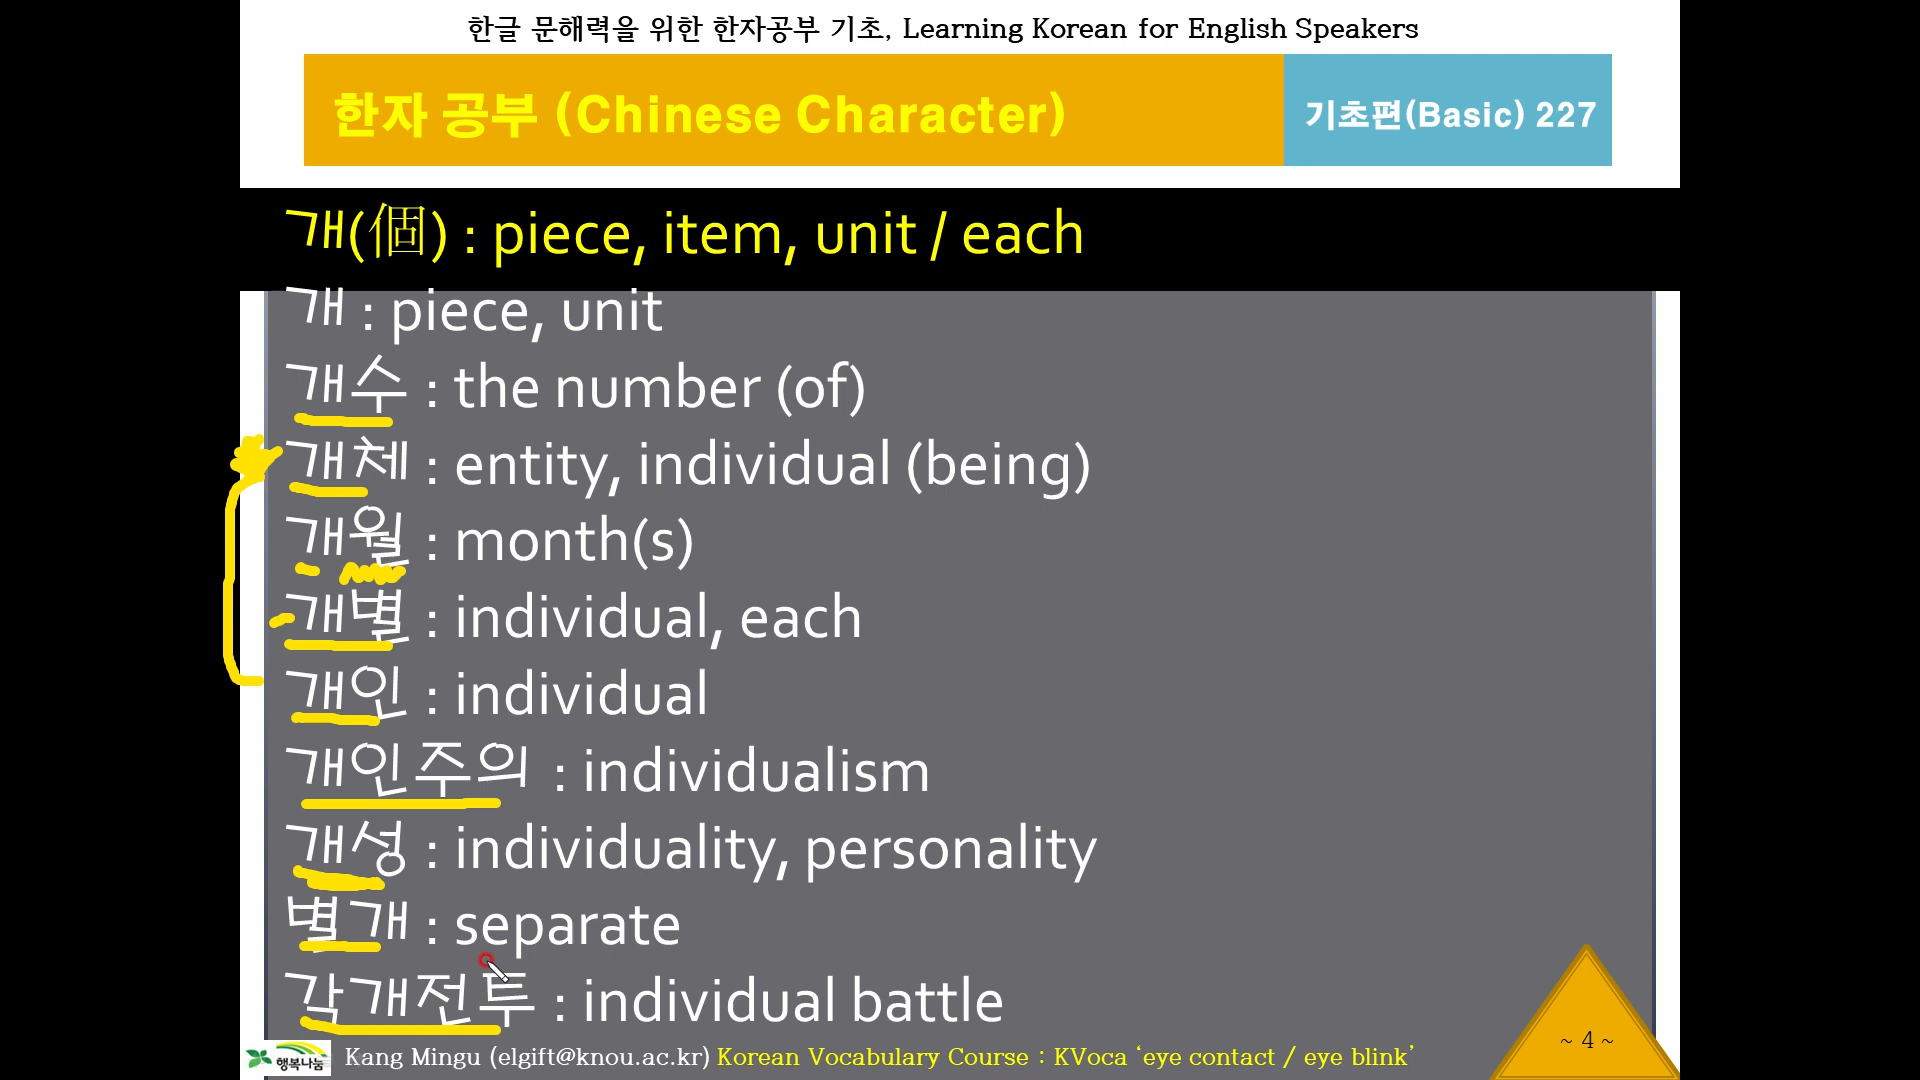 한글 문해력을 위한 한자공부 기초, Learning Korean for English Speakers
한자 공부 (Chinese Character)
기초편(Basic) 227
개(個) : piece, item, unit / each
개 : piece, unit
개수 : the number (of)
개체 : entity, individual (being)
개월 : month(s)
개별 : individual, each
개인 : individual
개인주의 : individualism
개성 : individuality, personality
별개 : separate
각개전투 : individual battle
~ 4 ~
행복나눔
Kang Mingu (elgift@knou.ac.kr) Korean Vocabulary Course : KVoca ‘eye contact / eye blink’